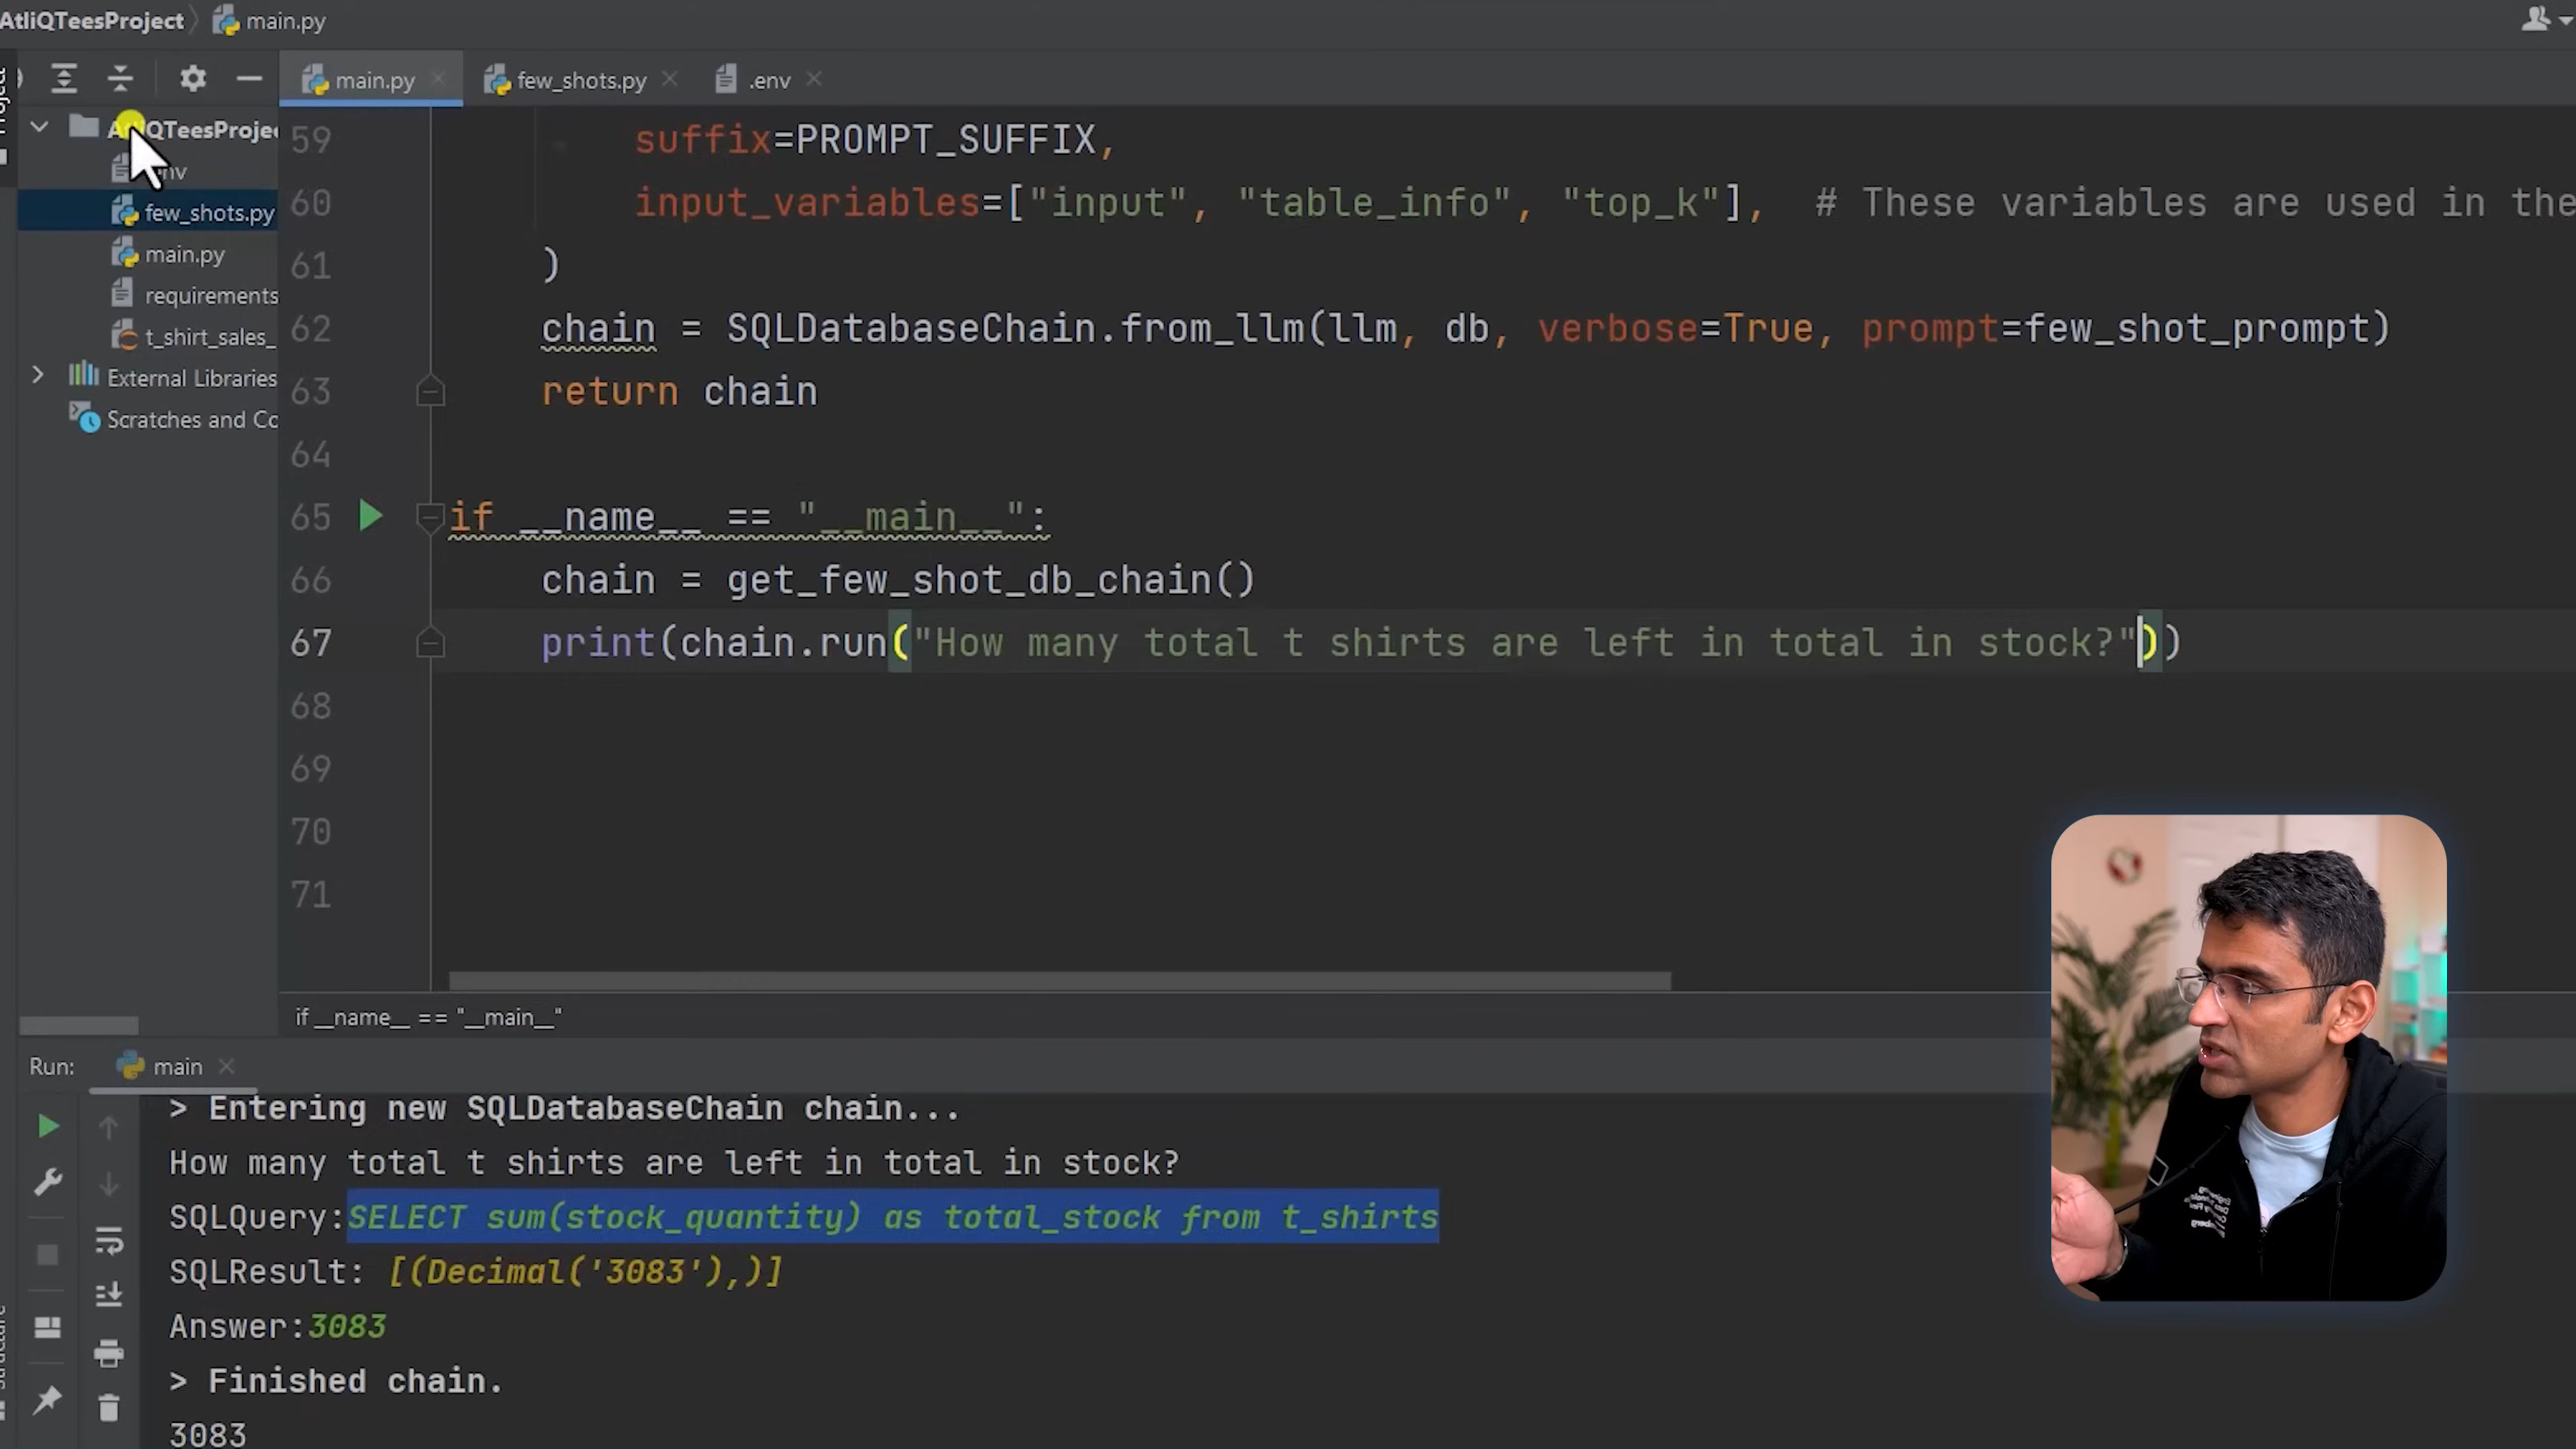 AtliQTeesProject
main.py
main.py
few_shots.py
.env
few_shots.py
main.py
requirements
t_shirt_sales_
External Libraries
Scratches and Co
59 suffix=PROMPT_SUFFIX,
60 input_variables=["input", "table_info", "top_k"], # These variables are used in the
61 )
62 chain = SQLDatabaseChain.from_llm(llm, db, verbose=True, prompt=few_shot_prompt)
63 return chain
64
65 if __name__ == "__main__":
66 chain = get_few_shot_db_chain()
67 print(chain.run("How many total t shirts are left in total in stock?"))
68
69
70
71
if __name__ == "__main__"
Run: main
> Entering new SQLDatabaseChain chain...
How many total t shirts are left in total in stock?
SQLQuery:SELECT sum(stock_quantity) as total_stock from t_shirts
SQLResult: [(Decimal('3083'),)]
Answer:3083
> Finished chain.
3083
Structure